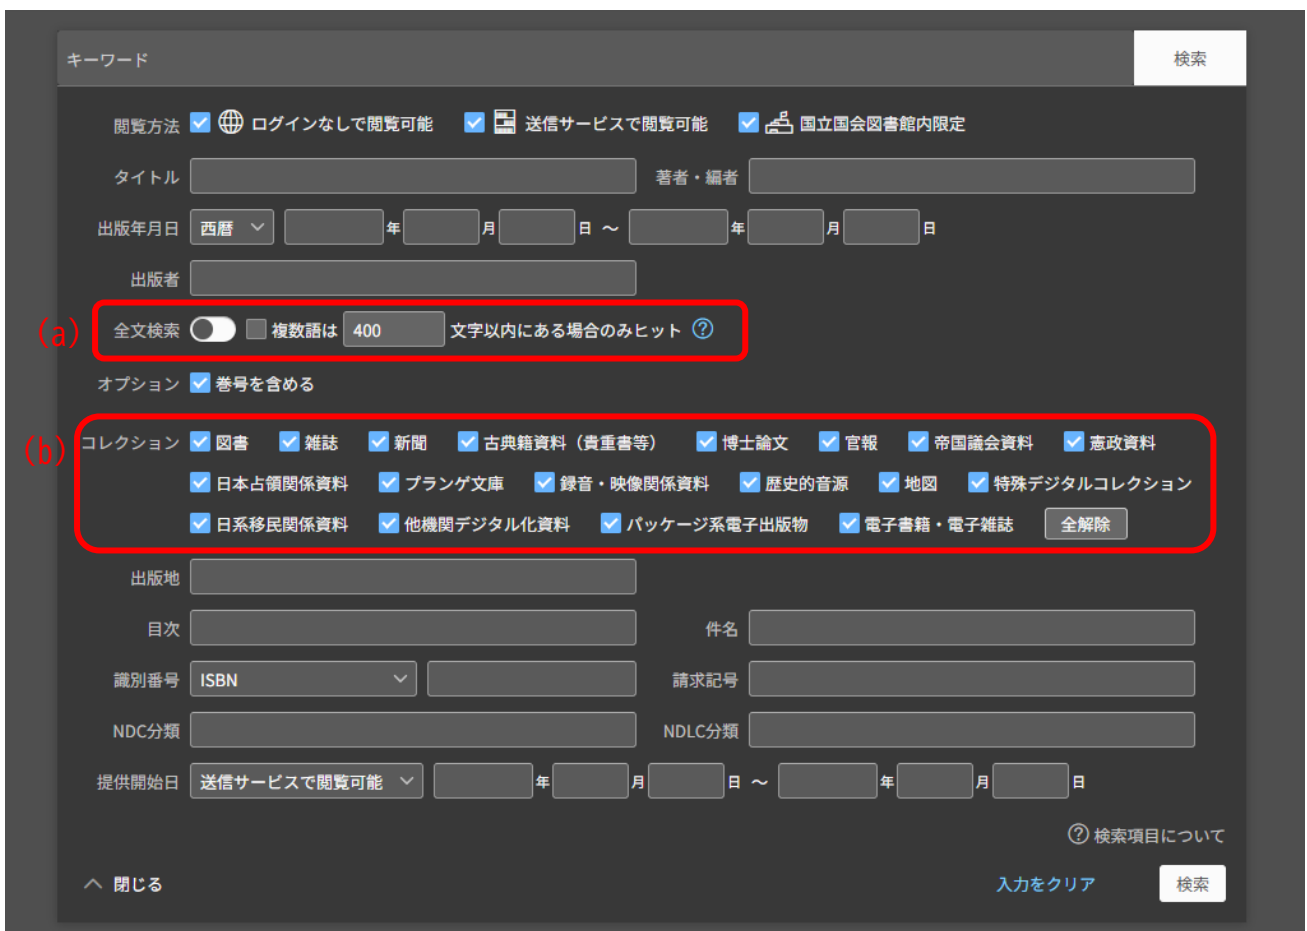 キーワード 検索
閲覧方法 ログインなしで閲覧可能 送信サービスで閲覧可能 国立国会図書館内限定
タイトル 著者・編者
出版年月日 西暦 年 月 日 ～ 年 月 日
出版者
(a) 全文検索 複数語は 400 文字以内にある場合のみヒット ?
オプション 巻号を含める
(b) コレクション 図書 雑誌 新聞 古典籍資料（貴重書等） 博士論文 官報 帝国議会資料 憲政資料
日本占領関係資料 プランゲ文庫 録音・映像関係資料 歴史的音源 地図 特殊デジタルコレクション
日系移民関係資料 他機関デジタル化資料 パッケージ系電子出版物 電子書籍・電子雑誌 全解除
出版地
目次 件名
識別番号 ISBN 請求記号
NDC分類 NDLC分類
提供開始日 送信サービスで閲覧可能 年 月 日 ～ 年 月 日
? 検索項目について
閉じる 入力をクリア 検索